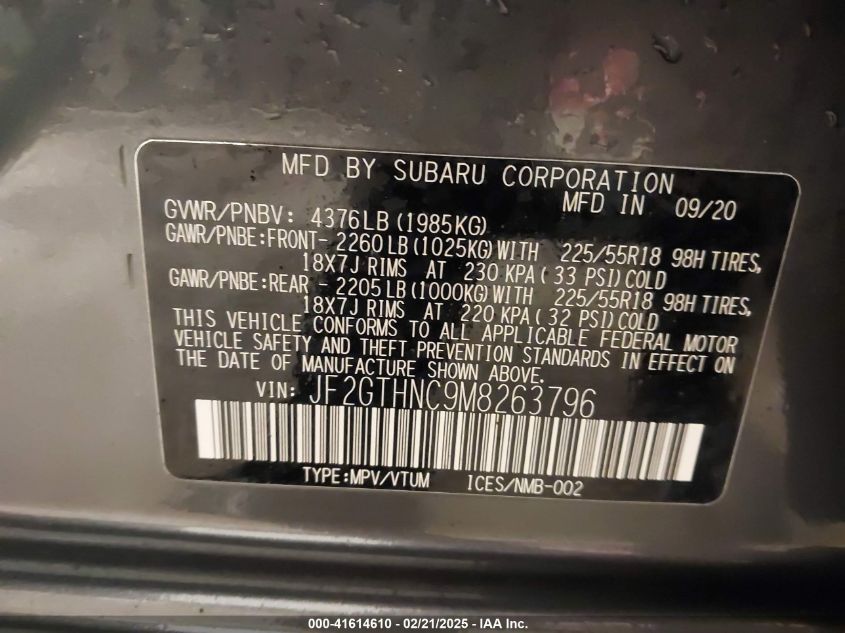 MFD BY SUBARU CORPORATION
MFD IN 09/20
GVWR/PNBV: 4376LB (1985KG)
GAWR/PNBE:FRONT- 2260LB (1025KG)WITH 225/55R18 98H TIRES,
18X7J RIMS AT 230 KPA ( 33 PSI)COLD
GAWR/PNBE:REAR - 2205LB (1000KG)WITH 225/55R18 98H TIRES,
18X7J RIMS AT 220 KPA ( 32 PSI)COLD
THIS VEHICLE CONFORMS TO ALL APPLICABLE FEDERAL MOTOR
VEHICLE SAFETY AND THEFT PREVENTION STANDARDS IN EFFECT ON
THE DATE OF MANUFACTURE SHOWN ABOVE.
VIN: JF2GTHNC9M8263796
TYPE:MPV/VTUM ICES/NMB-002
000-41614610 - 02/21/2025 - IAA Inc.